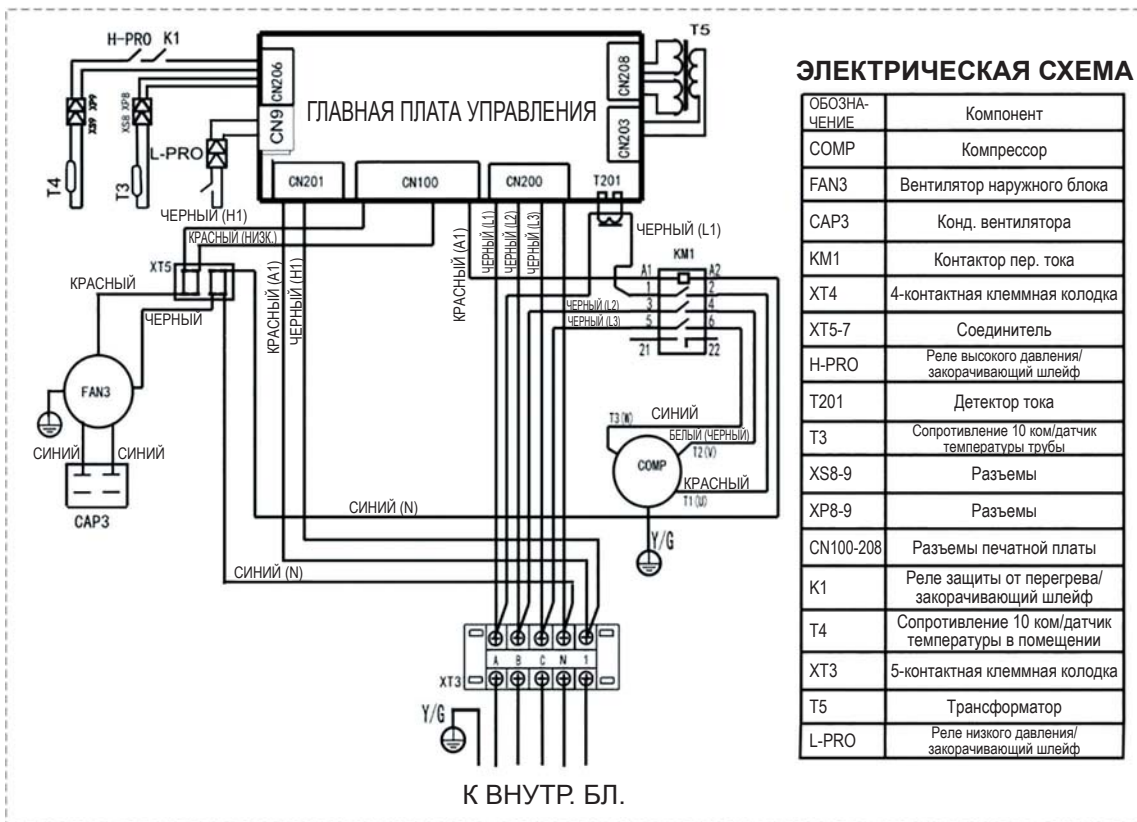 H-PRO K1
T5
CN206
CN208
XS9 XP9
XS8 XP8
CN9
ГЛАВНАЯ ПЛАТА УПРАВЛЕНИЯ
CN203
L-PRO
T4
T3
CN201
CN100
CN200
T201
ЧЕРНЫЙ (H1)
КРАСНЫЙ (НИЗК.)
ЧЕРНЫЙ (L1)
XT5
КРАСНЫЙ
ЧЕРНЫЙ
КРАСНЫЙ (A1)
ЧЕРНЫЙ (H1)
КРАСНЫЙ (A1)
ЧЕРНЫЙ (L1)
ЧЕРНЫЙ (L2)
ЧЕРНЫЙ (L3)
KM1
A1 A2
1 2
3 4
5 6
21 22
ЧЕРНЫЙ (L2)
ЧЕРНЫЙ (L3)
FAN3
СИНИЙ СИНИЙ
CAP3
T3 (W) СИНИЙ
БЕЛЫЙ (ЧЕРНЫЙ)
T2 (V)
COMP
КРАСНЫЙ
T1 (U)
СИНИЙ (N)
Y/G
СИНИЙ (N)
A B C N 1
XT3
Y/G
К ВНУТР. БЛ.
ЭЛЕКТРИЧЕСКАЯ СХЕМА
ОБОЗНА-
ЧЕНИЕ
Компонент
COMP Компрессор
FAN3 Вентилятор наружного блока
CAP3 Конд. вентилятора
KM1 Контактор пер. тока
XT4 4-контактная клеммная колодка
XT5-7 Соединитель
H-PRO Реле высокого давления/
закорачивающий шлейф
T201 Детектор тока
T3 Сопротивление 10 ком/датчик
температуры трубы
XS8-9 Разъемы
XP8-9 Разъемы
CN100-208 Разъемы печатной платы
K1 Реле защиты от перегрева/
закорачивающий шлейф
T4 Сопротивление 10 ком/датчик
температуры в помещении
XT3 5-контактная клеммная колодка
T5 Трансформатор
L-PRO Реле низкого давления/
закорачивающий шлейф